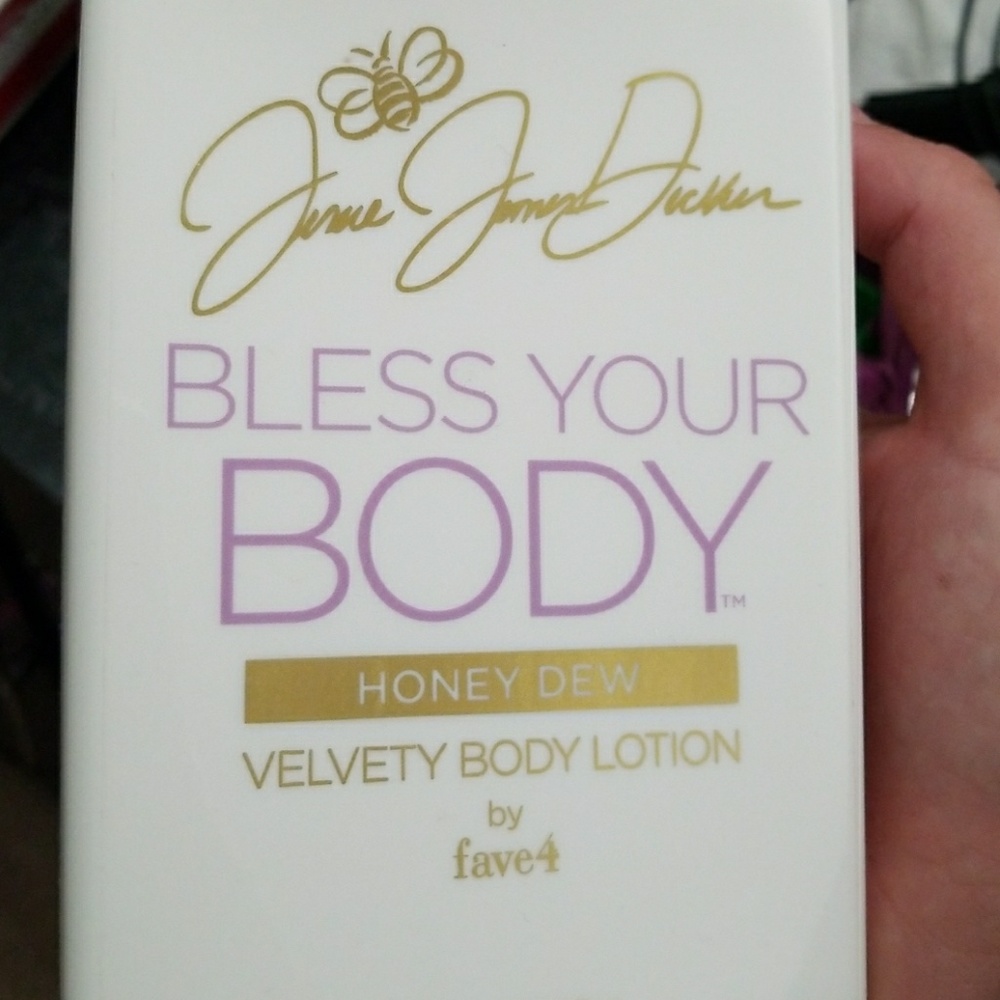 BLESS YOUR
BODY™
HONEY DEW
VELVETY BODY LOTION
by
fave4